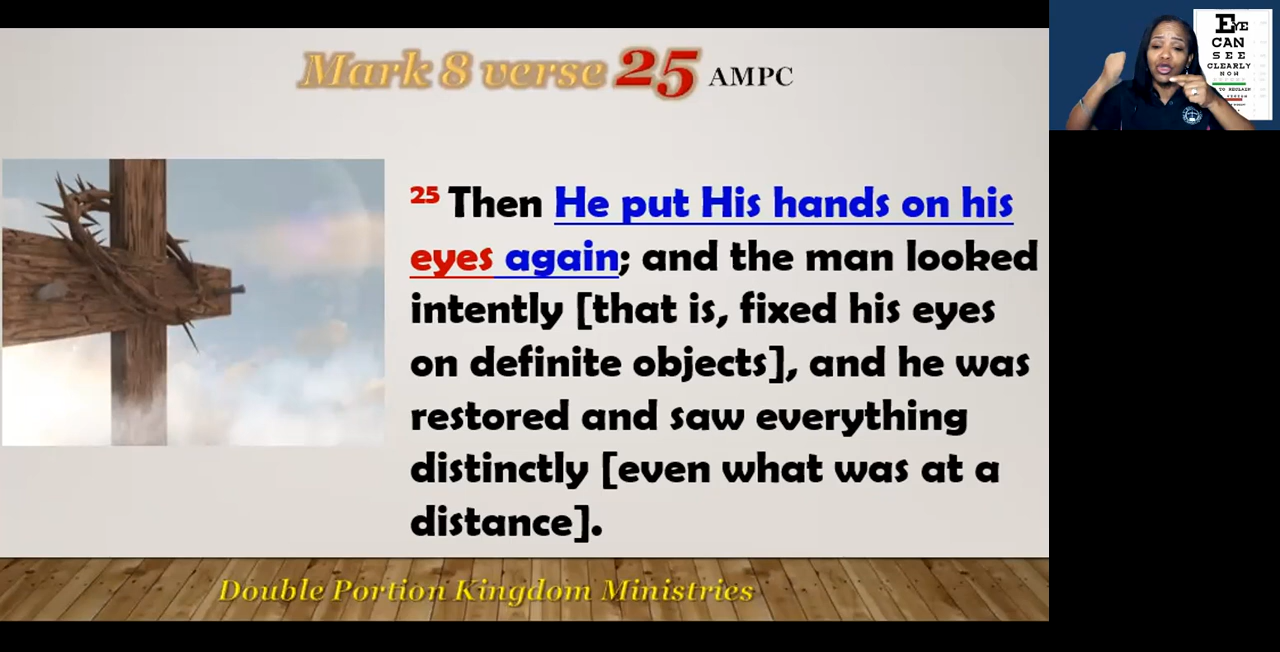 Mark 8 verse 25 AMPC
25 Then He put His hands on his
eyes again; and the man looked
intently [that is, fixed his eyes
on definite objects], and he was
restored and saw everything
distinctly [even what was at a
distance].
Double Portion Kingdom Ministries
EYE
CAN
SEE
CLEARLY
NOW